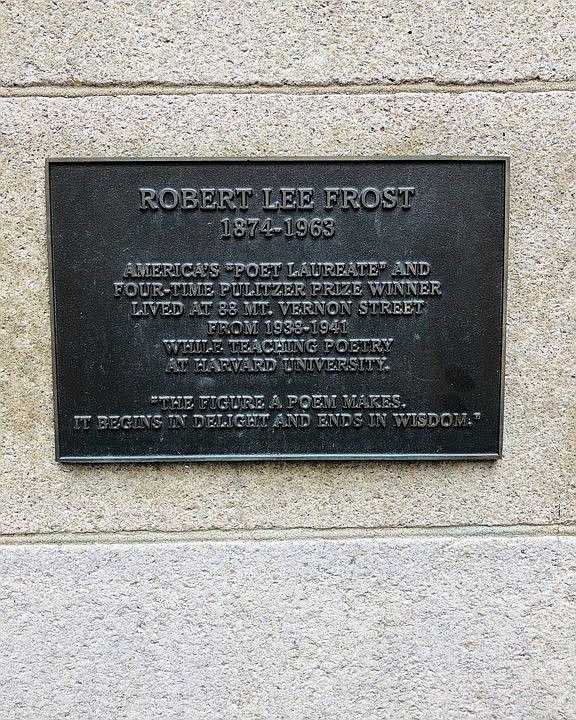 ROBERT LEE FROST
1874-1963
AMERICA'S "POET LAUREATE" AND
FOUR-TIME PULITZER PRIZE WINNER
LIVED AT 88 MT. VERNON STREET
FROM 1938-1941
WHILE TEACHING POETRY
AT HARVARD UNIVERSITY.
"THE FIGURE A POEM MAKES.
IT BEGINS IN DELIGHT AND ENDS IN WISDOM."